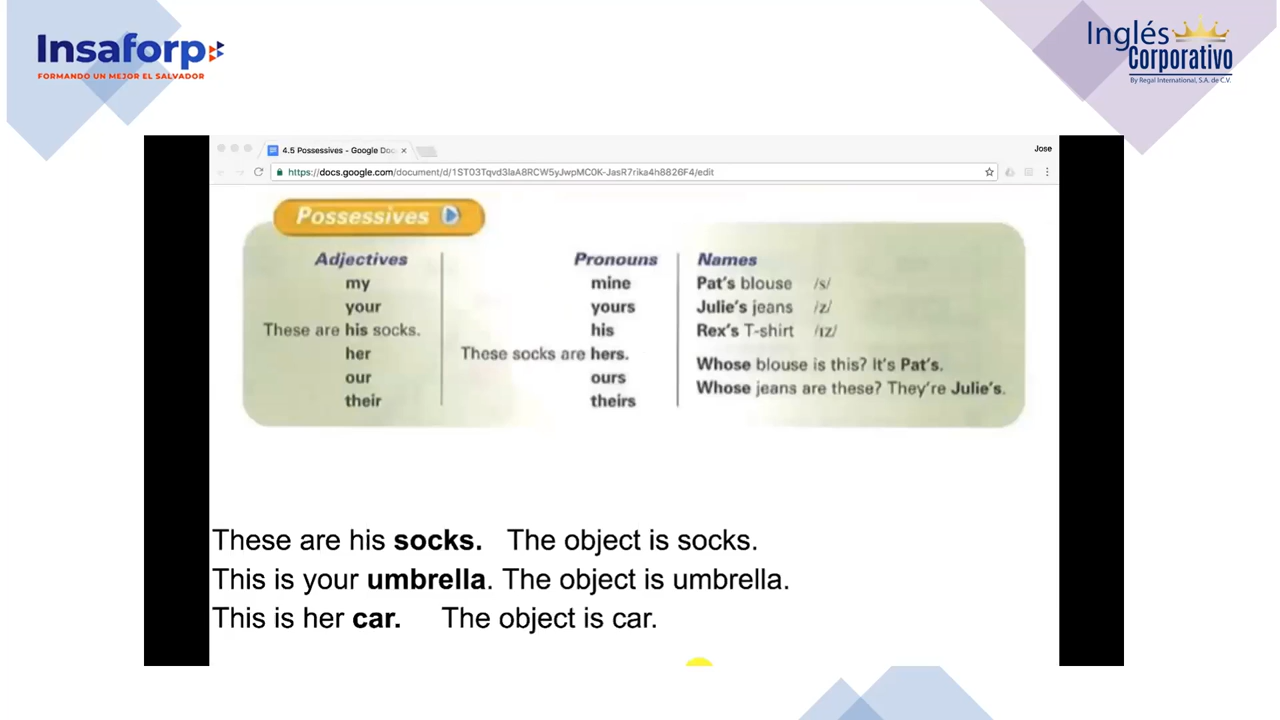 Insaforp
FORMANDO UN MEJOR EL SALVADOR
Inglés
Corporativo
By Regal International, S.A. de C.V.
4.5 Possessives - Google Doc
Jose
https://docs.google.com/document/d/1ST03Tqvd3laA8RCW5yJwpMC0K-JasR7rika4h8826F4/edit
Possessives
Adjectives
my
your
These are his socks.
her
our
their
Pronouns
mine
yours
his
These socks are hers.
ours
theirs
Names
Pat's blouse /s/
Julie's jeans /z/
Rex's T-shirt /ɪz/
Whose blouse is this? It's Pat's.
Whose jeans are these? They're Julie's.
These are his socks. The object is socks.
This is your umbrella. The object is umbrella.
This is her car. The object is car.